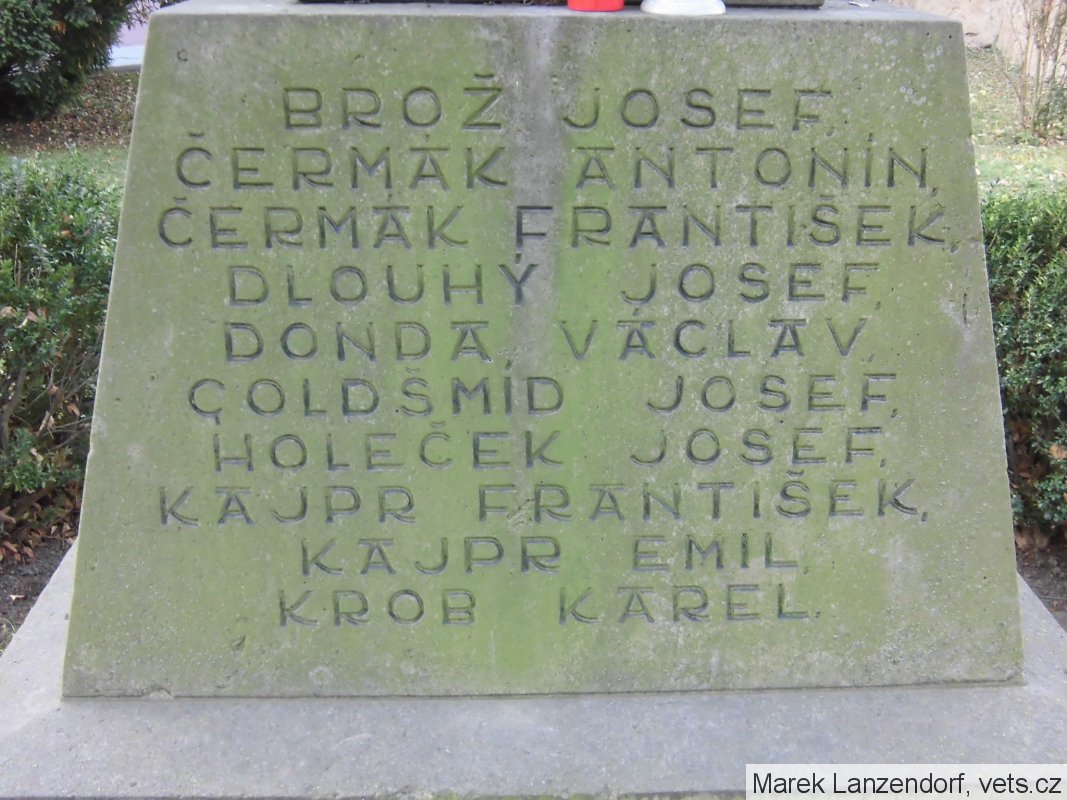 BROŽ JOSEF,
ČERMÁK ANTONÍN,
ČERMÁK FRANTIŠEK,
DLOUHÝ JOSEF,
DONDA VÁCLAV,
GOLDŠMÍD JOSEF,
HOLEČEK JOSEF,
KAJPR FRANTIŠEK,
KAJPR EMIL,
KROB KAREL.
Marek Lanzendorf, vets.cz